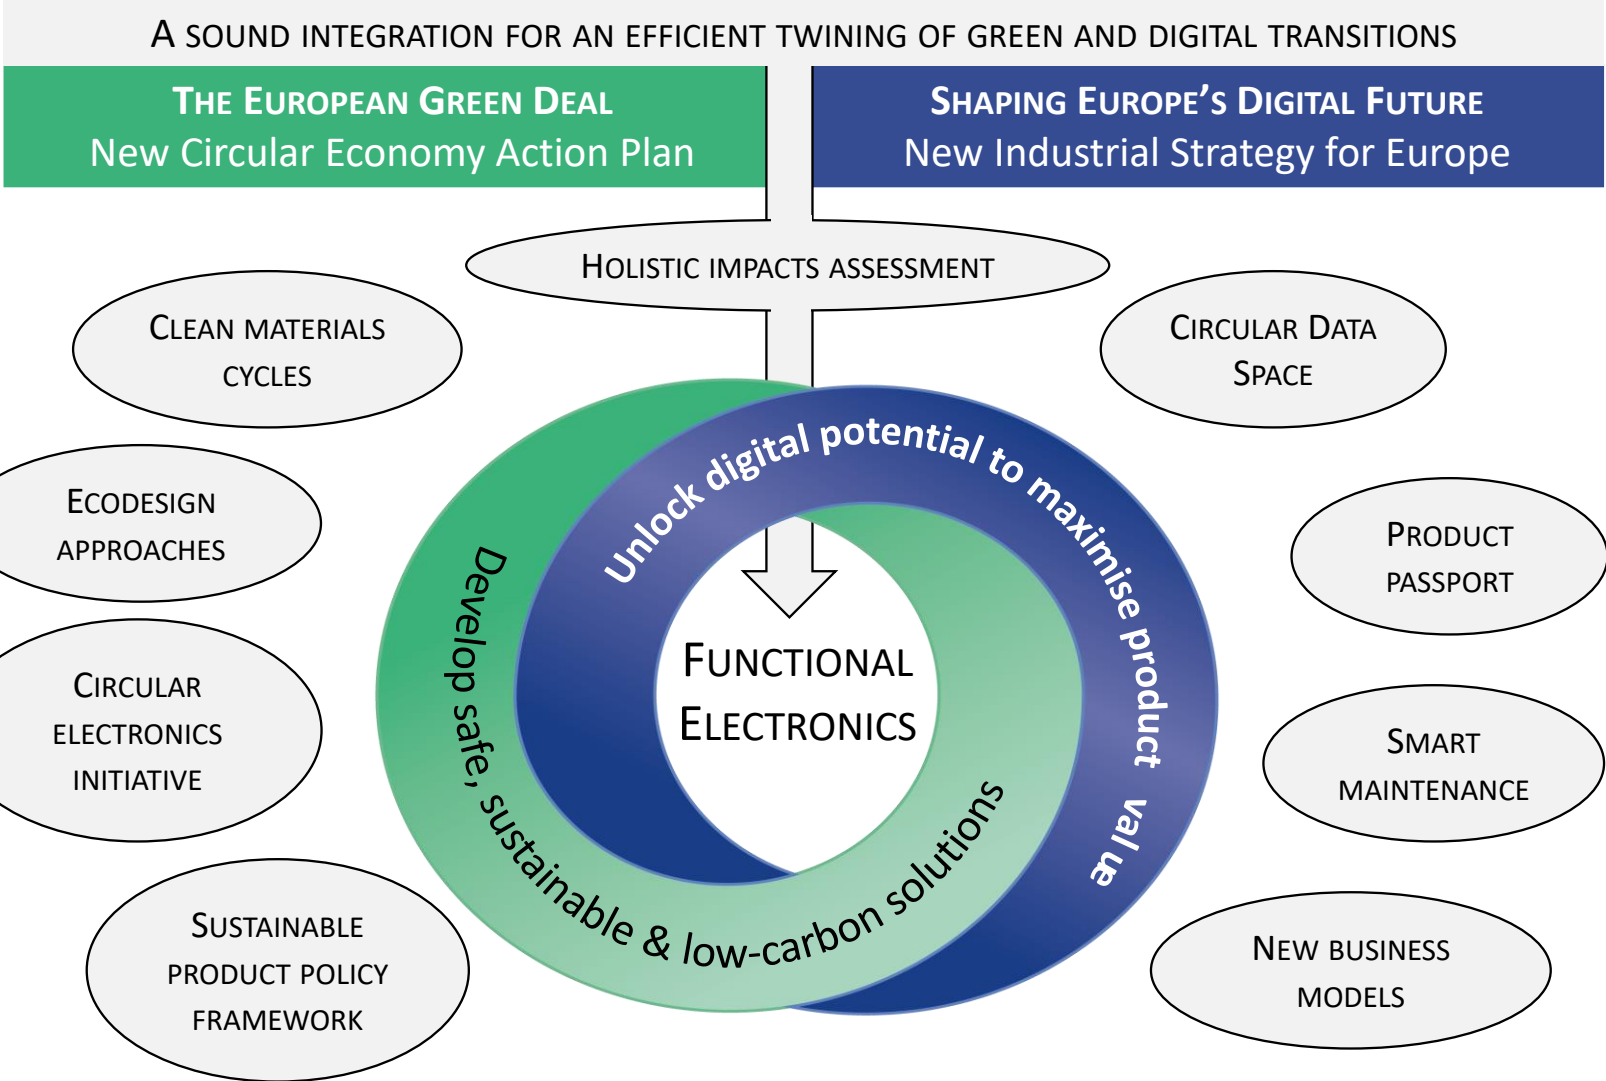 A SOUND INTEGRATION FOR AN EFFICIENT TWINING OF GREEN AND DIGITAL TRANSITIONS
THE EUROPEAN GREEN DEAL
New Circular Economy Action Plan
SHAPING EUROPE'S DIGITAL FUTURE
New Industrial Strategy for Europe
HOLISTIC IMPACTS ASSESSMENT
CLEAN MATERIALS
CYCLES
ECODESIGN
APPROACHES
CIRCULAR
ELECTRONICS
INITIATIVE
SUSTAINABLE
PRODUCT POLICY
FRAMEWORK
Develop safe, sustainable & low-carbon solutions
Unlock digital potential to maximise product value
FUNCTIONAL
ELECTRONICS
CIRCULAR DATA
SPACE
PRODUCT
PASSPORT
SMART
MAINTENANCE
NEW BUSINESS
MODELS